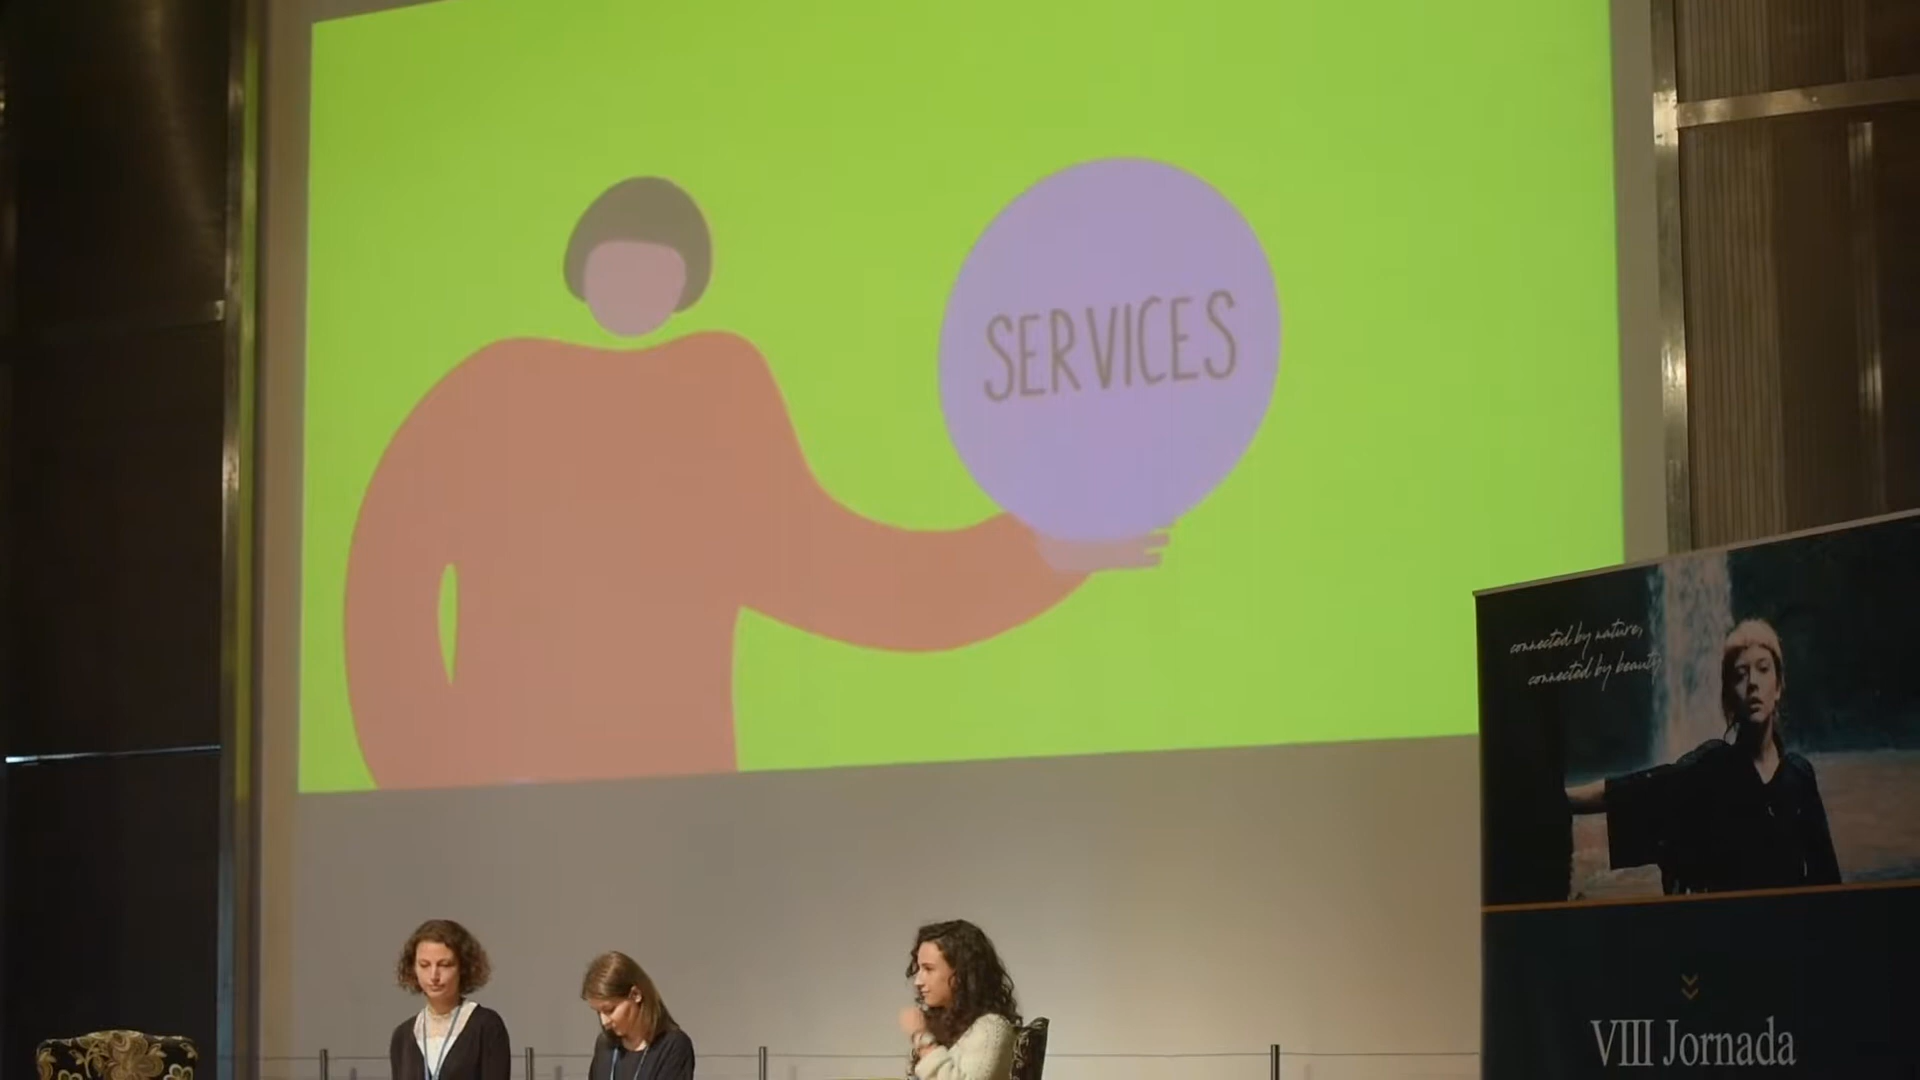 SERVICES
connected by nature,
connected by beauty
VIII Jornada